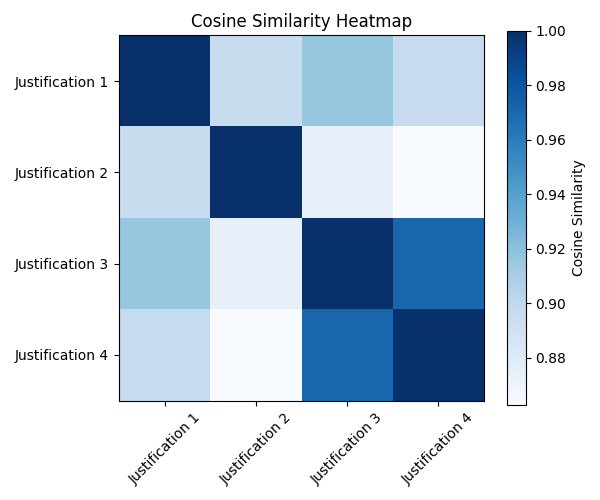 Cosine Similarity Heatmap
Justification 1
Justification 2
Justification 3
Justification 4
Justification 1
Justification 2
Justification 3
Justification 4
1.00
0.98
0.96
0.94
0.92
0.90
0.88
Cosine Similarity